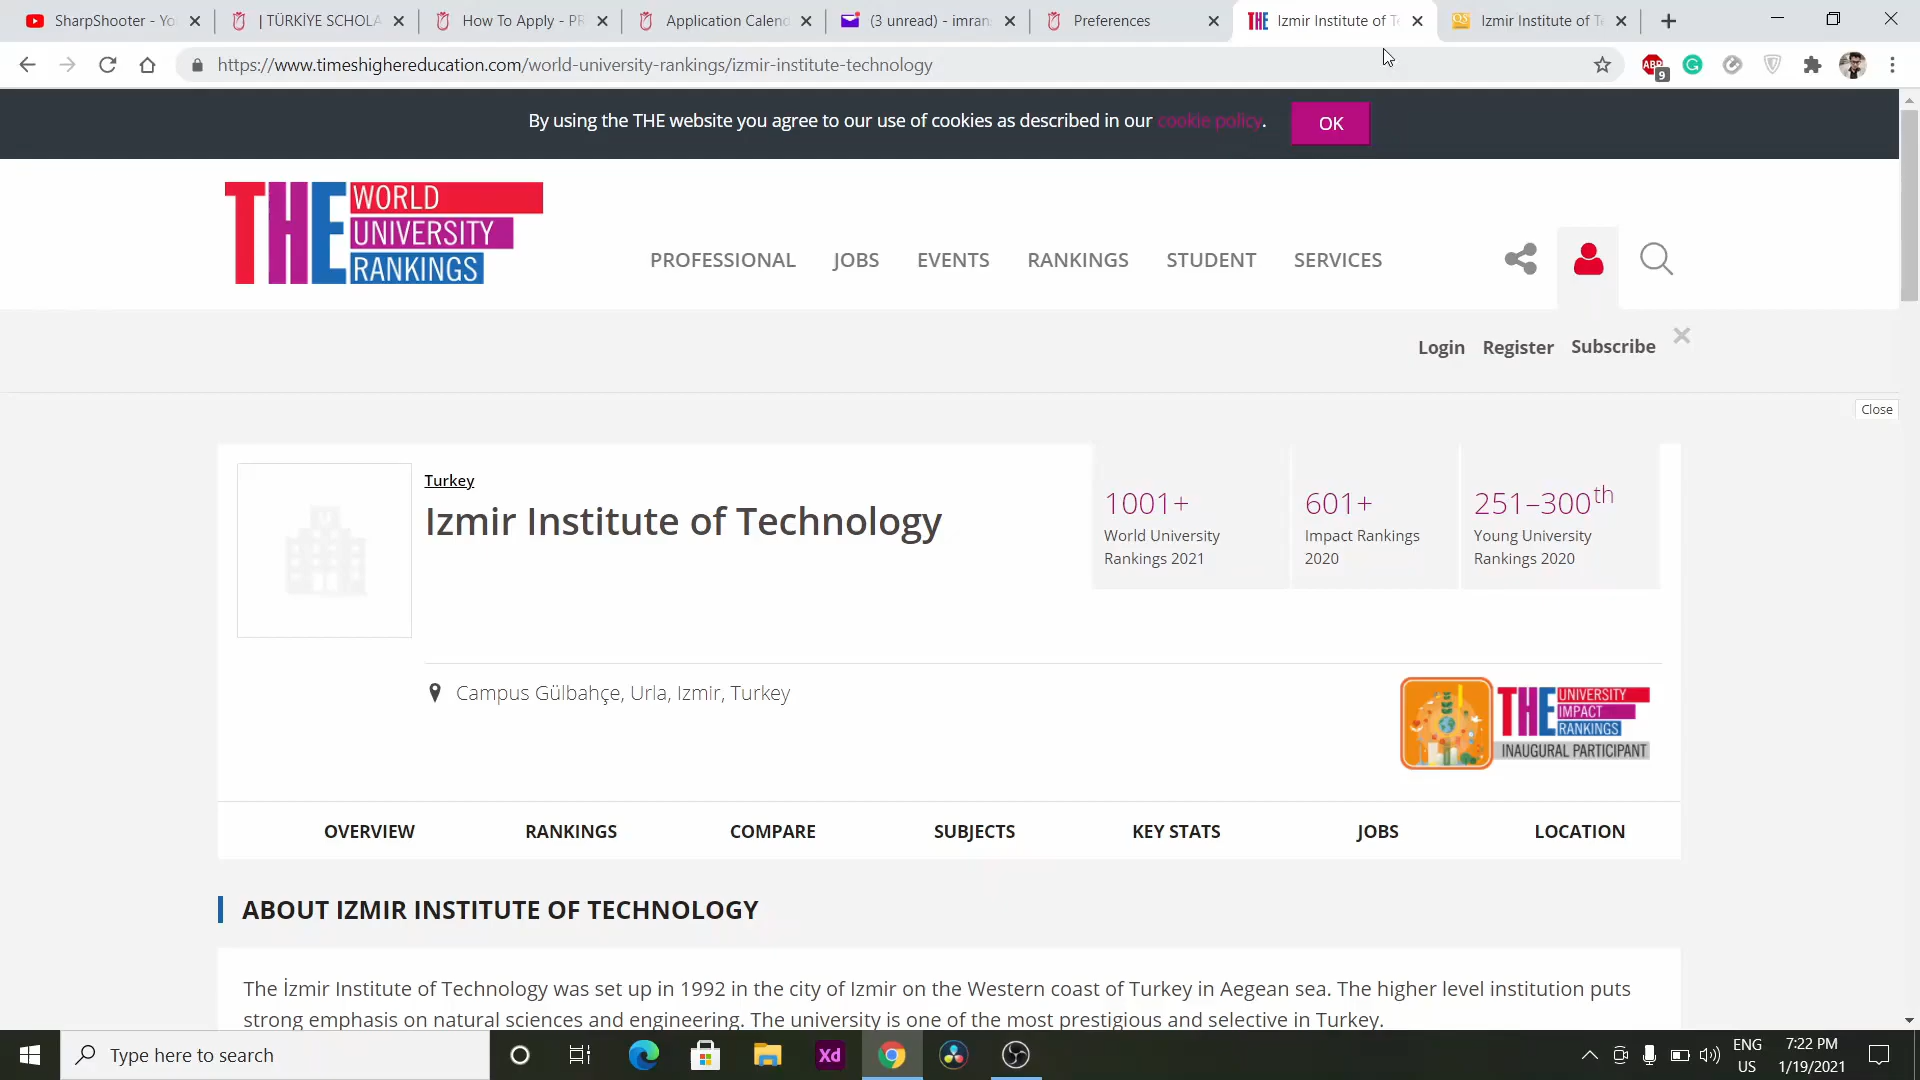 SharpShooter - Yo
| TÜRKİYE SCHOLA
How To Apply - PR
Application Calend
(3 unread) - imran
Preferences
THE Izmir Institute of Te
QS Izmir Institute of Te
https://www.timeshighereducation.com/world-university-rankings/izmir-institute-technology
ABP
9
By using the THE website you agree to our use of cookies as described in our cookie policy.
OK
THE WORLD
UNIVERSITY
RANKINGS
PROFESSIONAL
JOBS
EVENTS
RANKINGS
STUDENT
SERVICES
Login
Register
Subscribe
Close
Turkey
Izmir Institute of Technology
1001+
World University
Rankings 2021
601+
Impact Rankings
2020
251–300th
Young University
Rankings 2020
Campus Gülbahçe, Urla, Izmir, Turkey
THE UNIVERSITY
IMPACT
RANKINGS
INAUGURAL PARTICIPANT
OVERVIEW
RANKINGS
COMPARE
SUBJECTS
KEY STATS
JOBS
LOCATION
ABOUT IZMIR INSTITUTE OF TECHNOLOGY
The İzmir Institute of Technology was set up in 1992 in the city of Izmir on the Western coast of Turkey in Aegean sea. The higher level institution puts
strong emphasis on natural sciences and engineering. The university is one of the most prestigious and selective in Turkey.
Type here to search
Xd
ENG
US
7:22 PM
1/19/2021